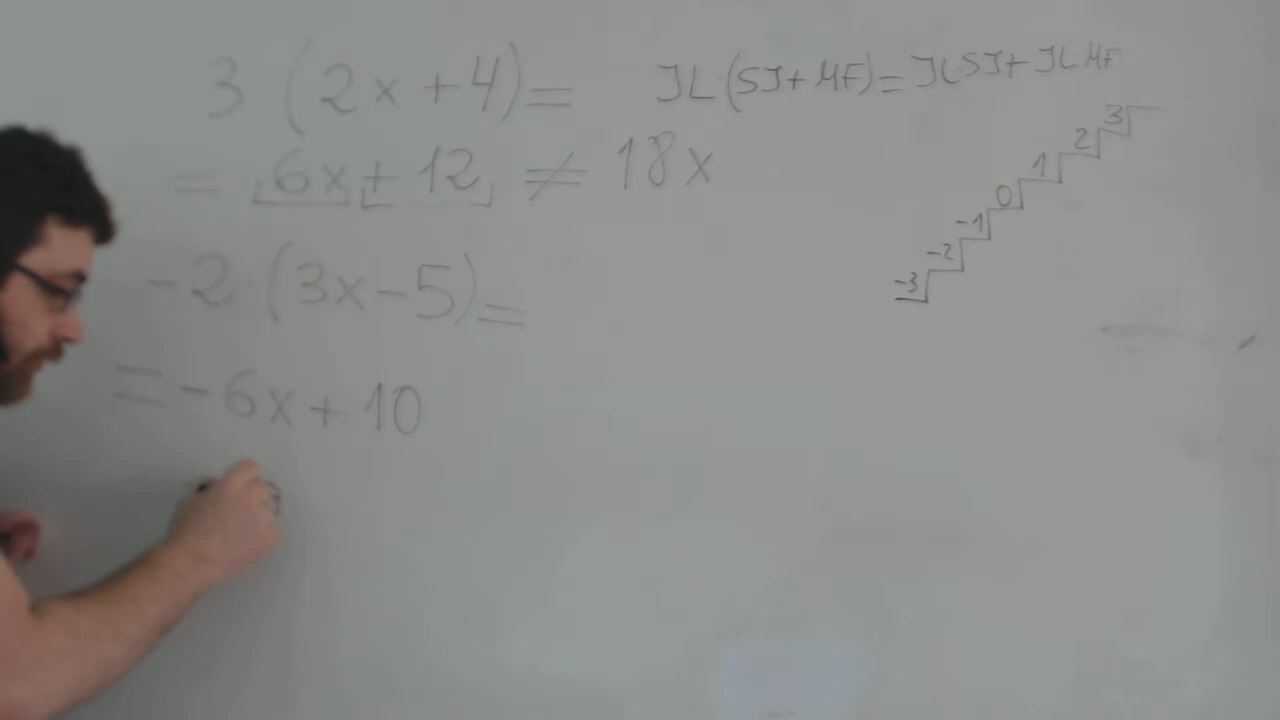 3 (2x + 4) =
= 6x + 12 ≠ 18x
-2 · (3x - 5) =
= -6x + 10
JL · (SJ + MF) = JL SJ + JL MF
3
2
1
0
-1
-2
-3